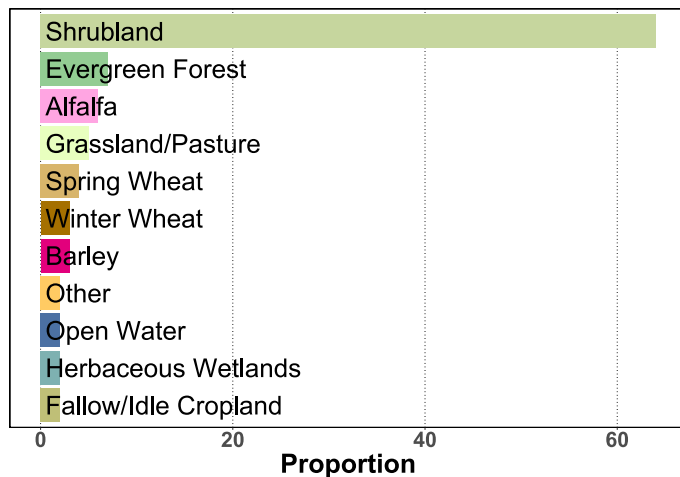 Shrubland
Evergreen Forest
Alfalfa
Grassland/Pasture
Spring Wheat
Winter Wheat
Barley
Other
Open Water
Herbaceous Wetlands
Fallow/Idle Cropland
0 20 40 60
Proportion